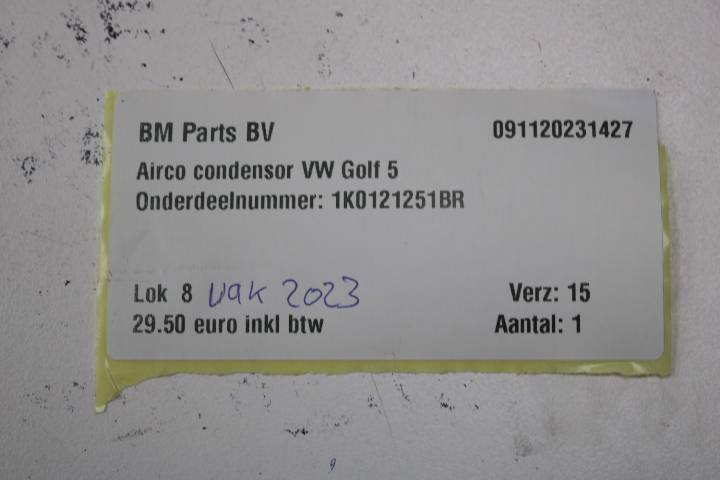 BM Parts BV 091120231427
Airco condensor VW Golf 5
Onderdeelnummer: 1K0121251BR
Lok 8 vak 2023 Verz: 15
29.50 euro inkl btw Aantal: 1